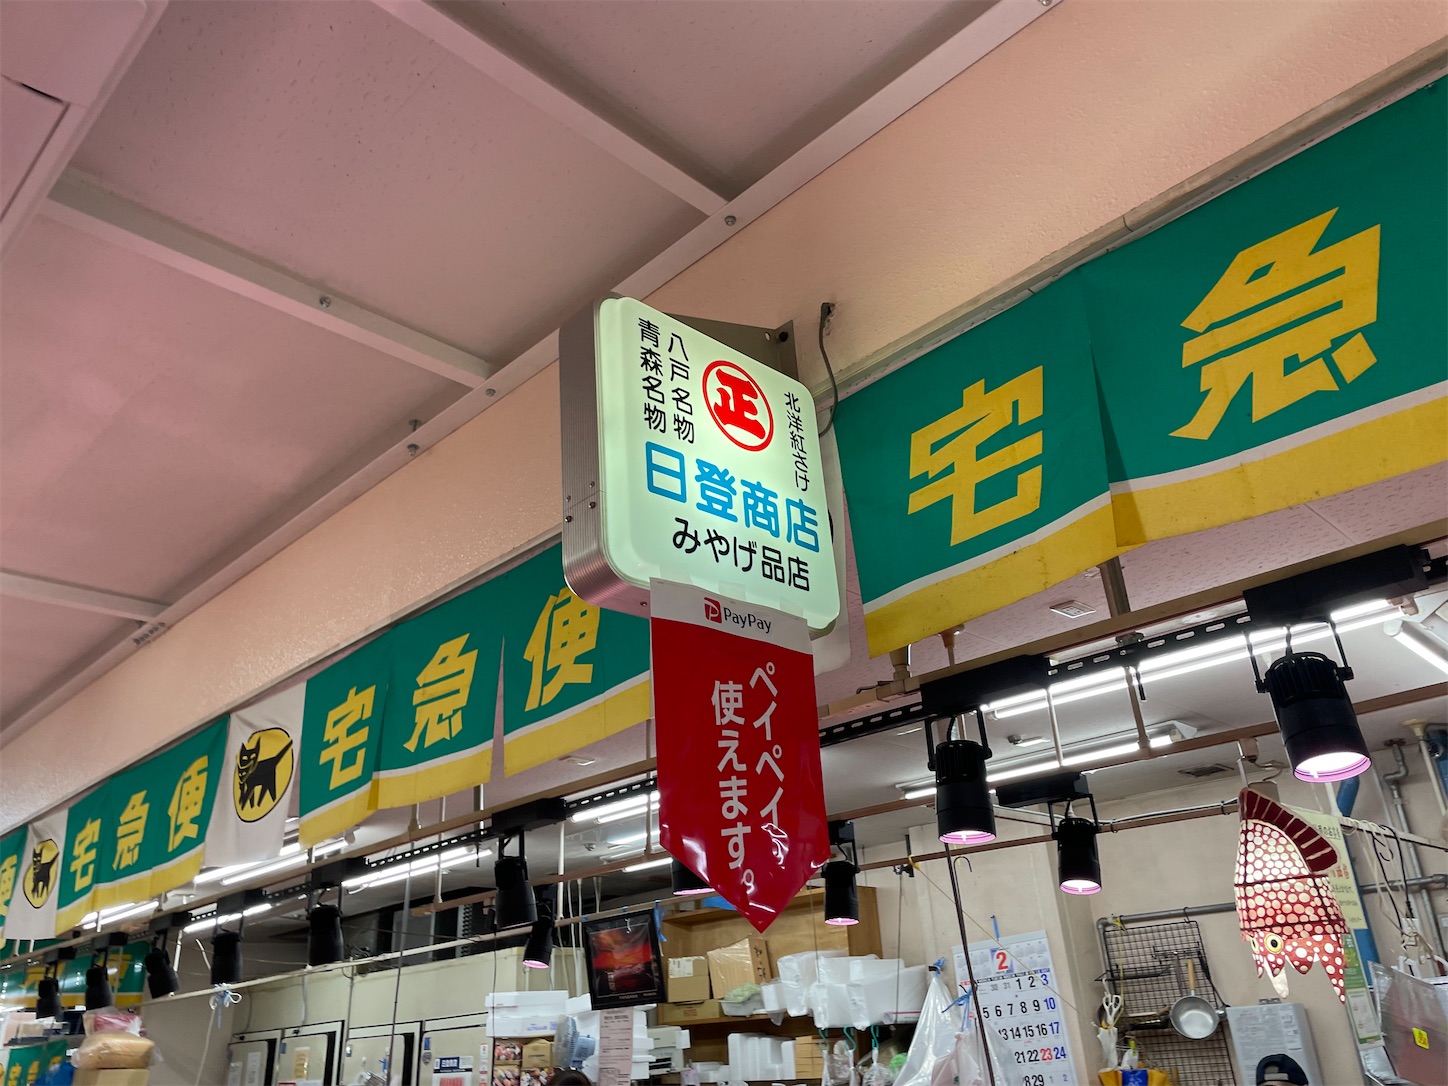 青森名物
八戸名物
正
北洋紅さけ
日登商店
みやげ品店
PayPay
ペイペイ
使えます。
宅急
宅急便
宅急便
便
2
1 2 3
5 6 7 8 9 10
13 14 15 16 17
21 22 23 24
28 29